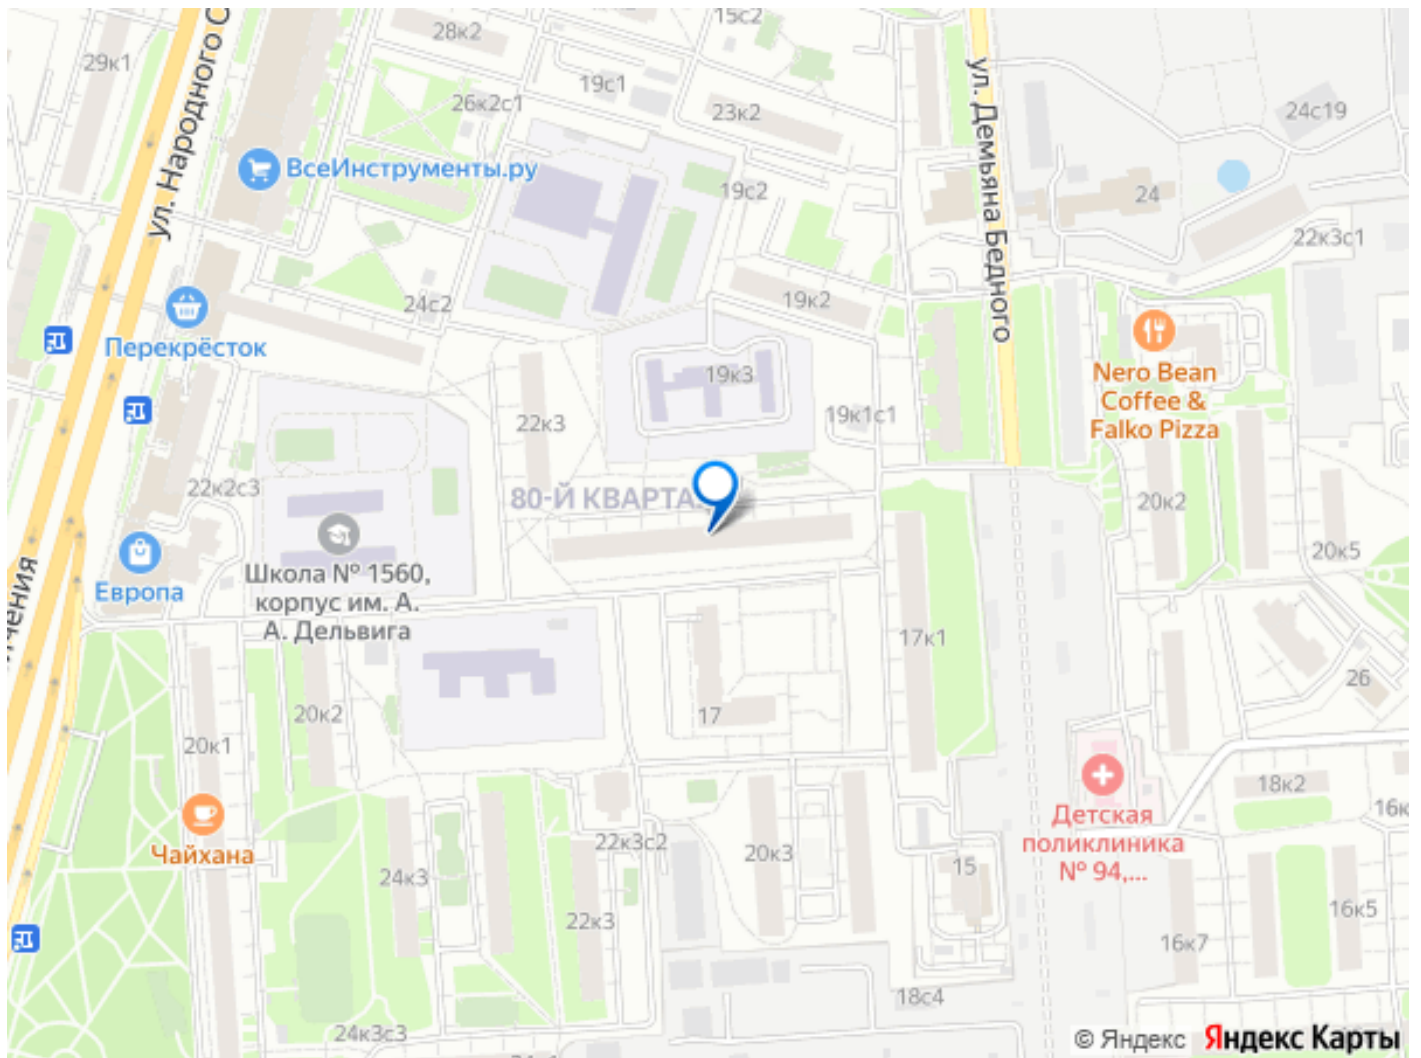 15с2
28к2
29к1
ул. Народного О
19с1
26к2с1
23к2
ул. Демьяна Бедного
24с19
ВсеИнструменты.ру
19с2
24
22к3с1
24с2
19к2
Перекрёсток
19к3
Nero Bean
Coffee &
Falko Pizza
22к3
19к1с1
22к2с3
80-Й КВАРТА
20к2
20к5
Европа
Школа № 1560,
корпус им. А.
А. Дельвига
чения
17к1
26
20к2
17
20к1
18к2
16к
Детская
поликлиника
№ 94,...
Чайхана
22к3с2
20к3
15
24к3
22к3
16к5
16к7
18с4
24к3с3
© Яндекс Яндекс Карты